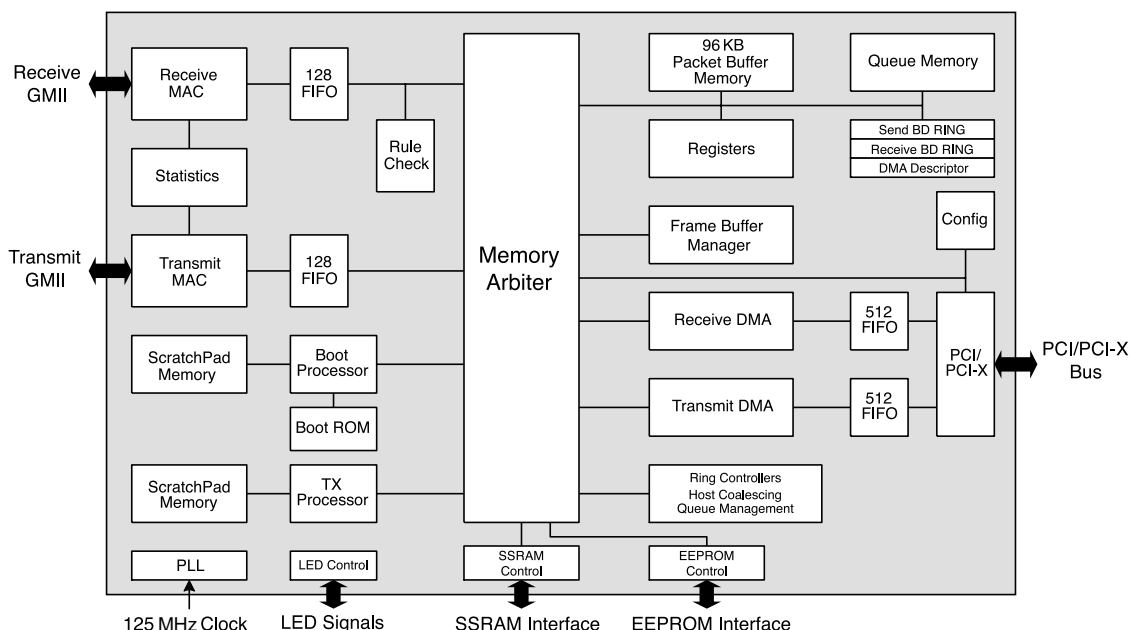 Receive
GMII
Receive
MAC
128
FIFO
Rule
Check
Statistics
Transmit
GMII
Transmit
MAC
128
FIFO
ScratchPad
Memory
Boot
Processor
Boot ROM
ScratchPad
Memory
TX
Processor
PLL
LED Control
Memory
Arbiter
96 KB
Packet Buffer
Memory
Queue Memory
Registers
Send BD RING
Receive BD RING
DMA Descriptor
Frame Buffer
Manager
Config
Receive DMA
512
FIFO
Transmit DMA
512
FIFO
PCI/
PCI-X
PCI/PCI-X
Bus
Ring Controllers
Host Coalescing
Queue Management
SSRAM
Control
EEPROM
Control
125 MHz Clock
LED Signals
SSRAM Interface
EEPROM Interface